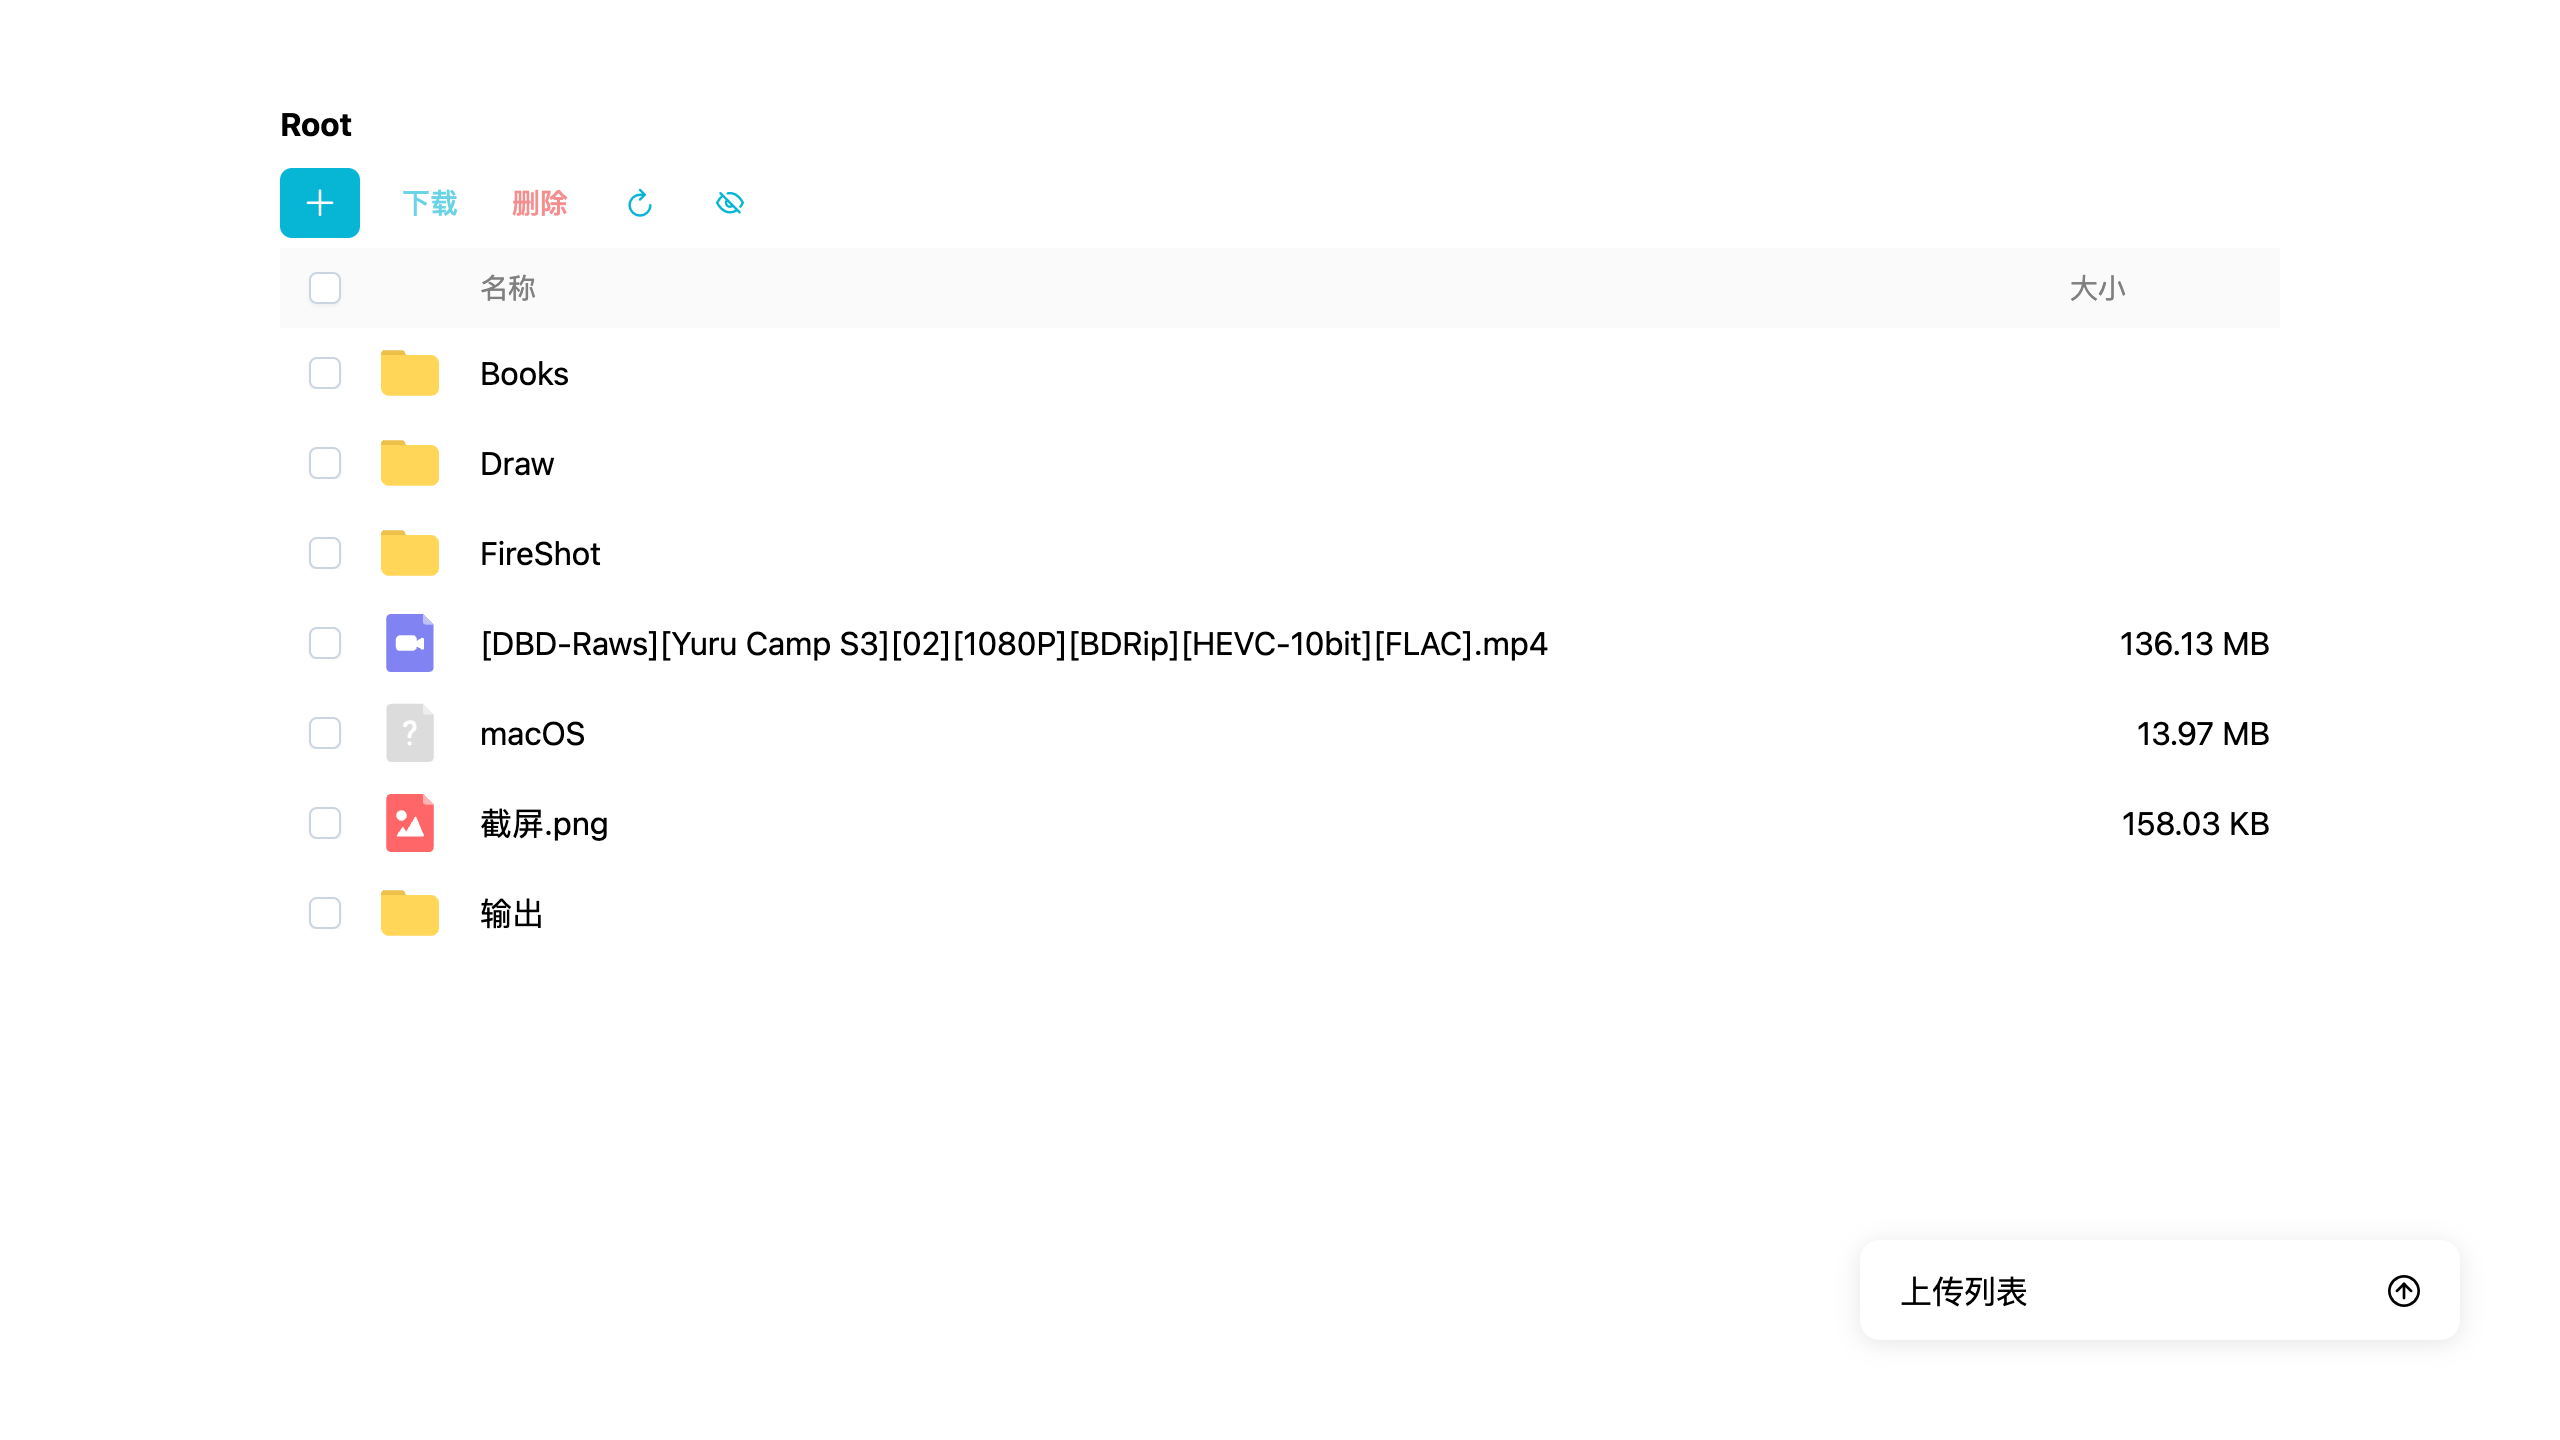 Root
下载 删除
名称 大小
Books
Draw
FireShot
[DBD-Raws][Yuru Camp S3][02][1080P][BDRip][HEVC-10bit][FLAC].mp4 136.13 MB
macOS 13.97 MB
截屏.png 158.03 KB
输出
上传列表